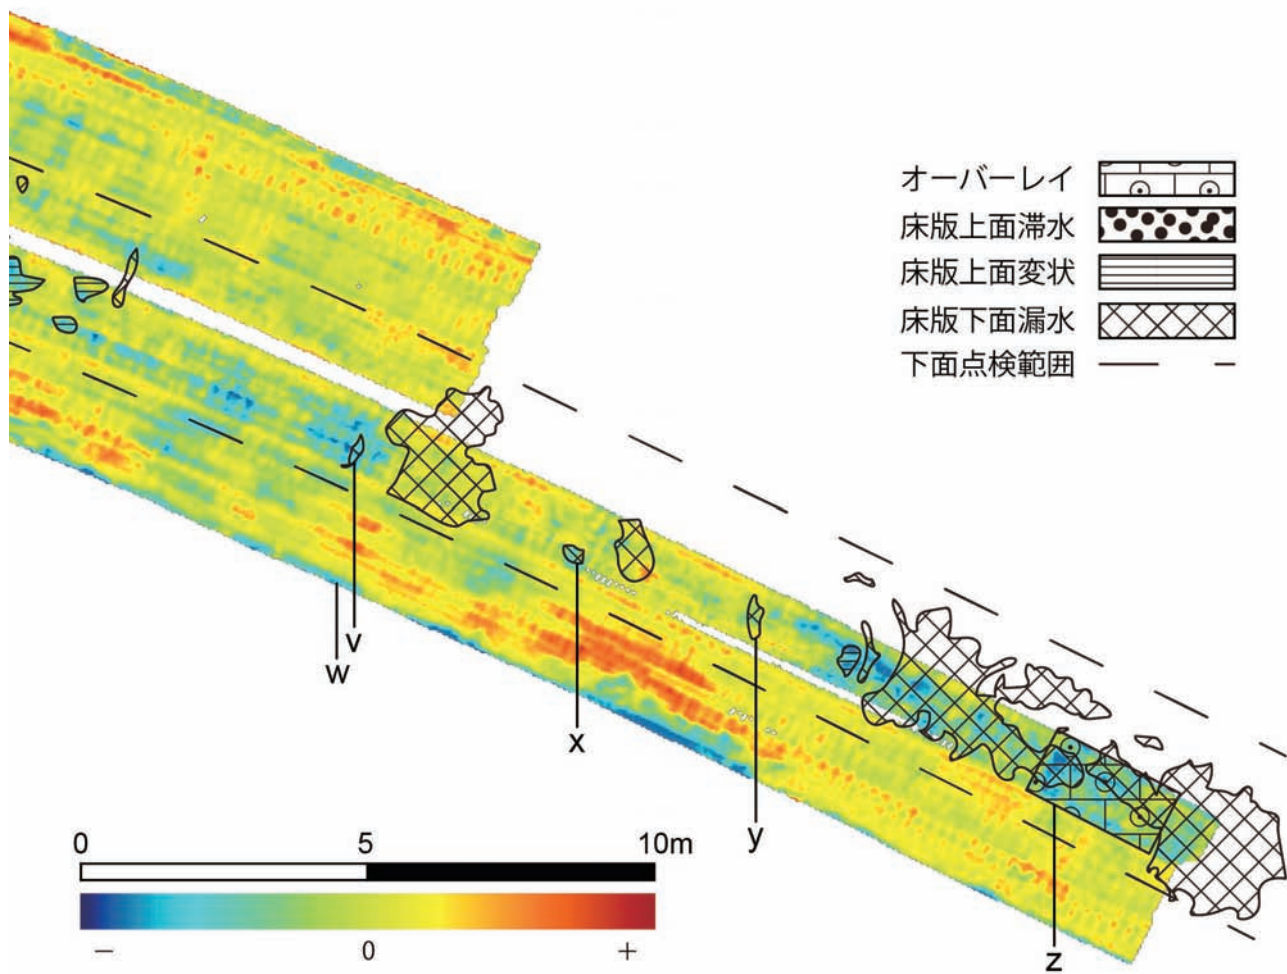 オーバーレイ
床版上面滞水
床版上面変状
床版下面漏水
下面点検範囲
v
w
x
y
z
0 5 10m
− 0 +